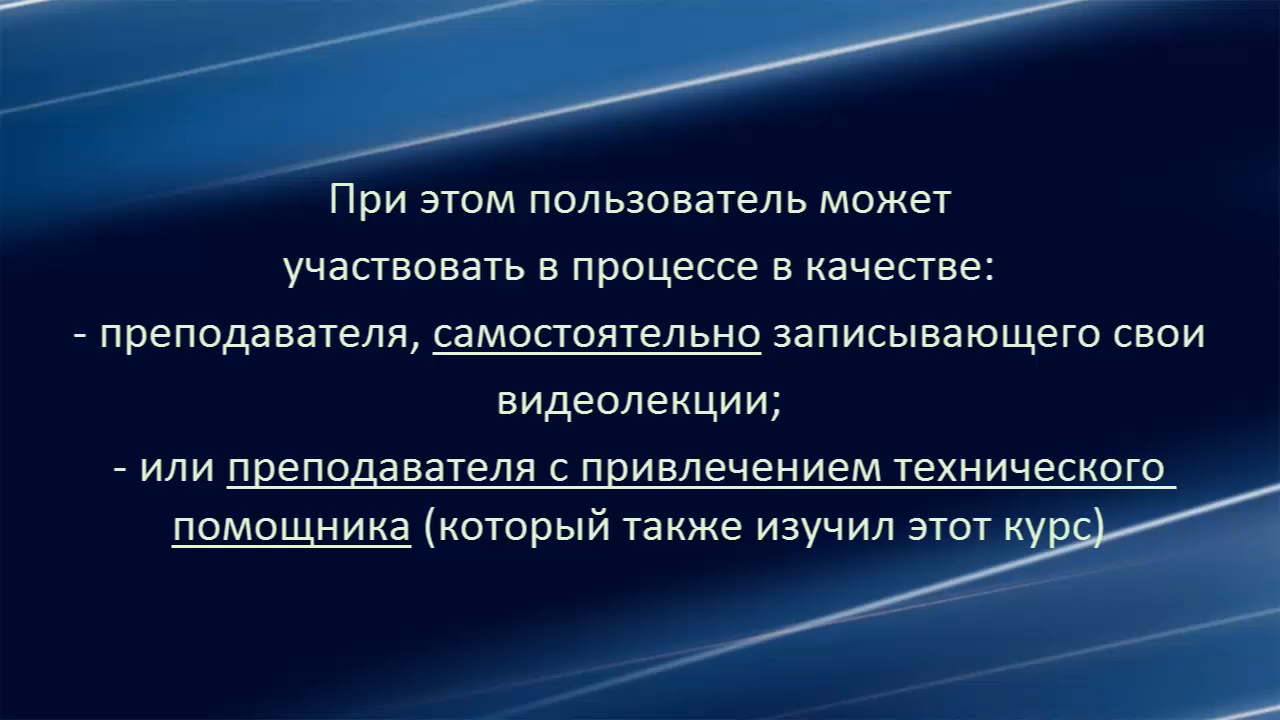 При этом пользователь может
участвовать в процессе в качестве:
- преподавателя, самостоятельно записывающего свои
видеолекции;
- или преподавателя с привлечением технического
помощника (который также изучил этот курс)